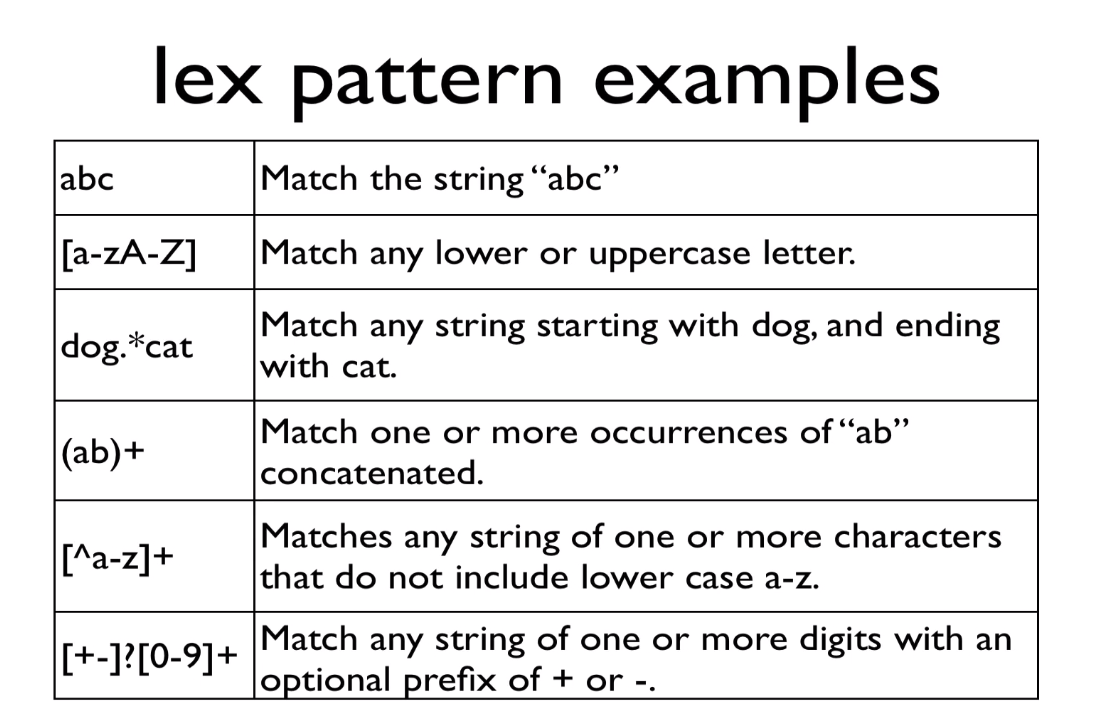 lex pattern examples
abc
Match the string “abc”
[a-zA-Z]
Match any lower or uppercase letter.
dog.*cat
Match any string starting with dog, and ending
with cat.
(ab)+
Match one or more occurrences of “ab”
concatenated.
[^a-z]+
Matches any string of one or more characters
that do not include lower case a-z.
[+-]?[0-9]+
Match any string of one or more digits with an
optional prefix of + or -.